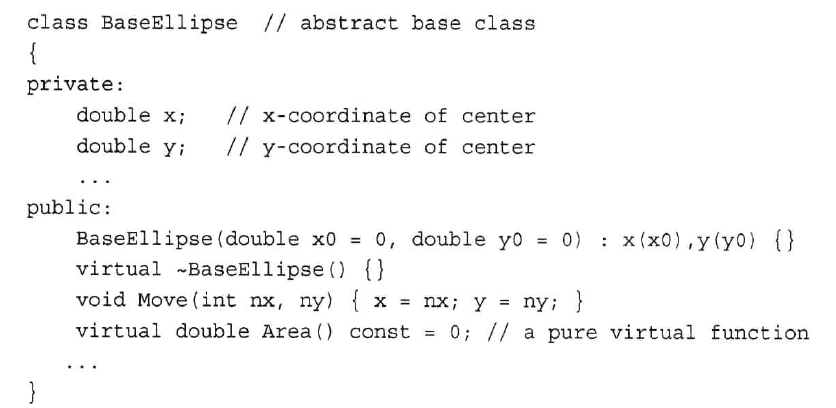 class BaseEllipse  // abstract base class
{
private:
    double x;   // x-coordinate of center
    double y;   // y-coordinate of center
    ...
public:
    BaseEllipse(double x0 = 0, double y0 = 0) : x(x0),y(y0) {}
    virtual ~BaseEllipse() {}
    void Move(int nx, ny) { x = nx; y = ny; }
    virtual double Area() const = 0; // a pure virtual function
   ...
}